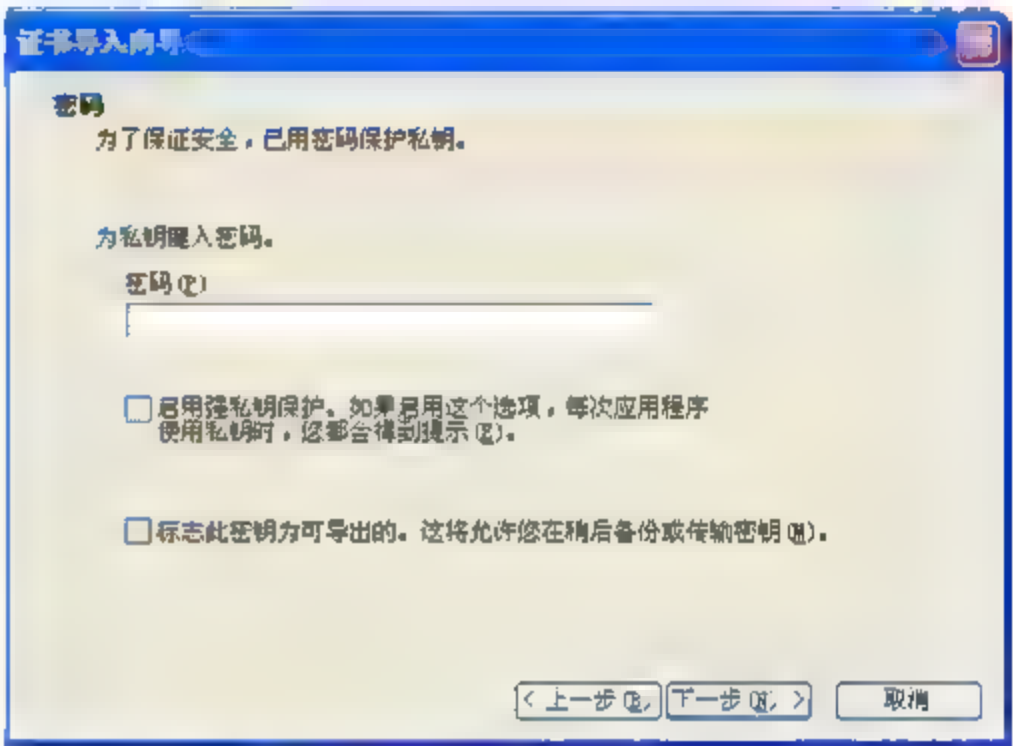 证书导入向导
密码
为了保证安全，已用密码保护私钥。
为私钥键入密码。
密码(P)
启用强私钥保护。如果启用这个选项，每次应用程序
使用私钥时，您都会得到提示(E)。
标志此密钥为可导出的。这将允许您在稍后备份或传输密钥(M)。
< 上一步(B)
下一步(N) >
取消